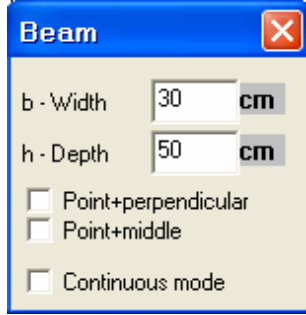 Beam
b - Width 30 cm
h - Depth 50 cm
Point+perpendicular
Point+middle
Continuous mode